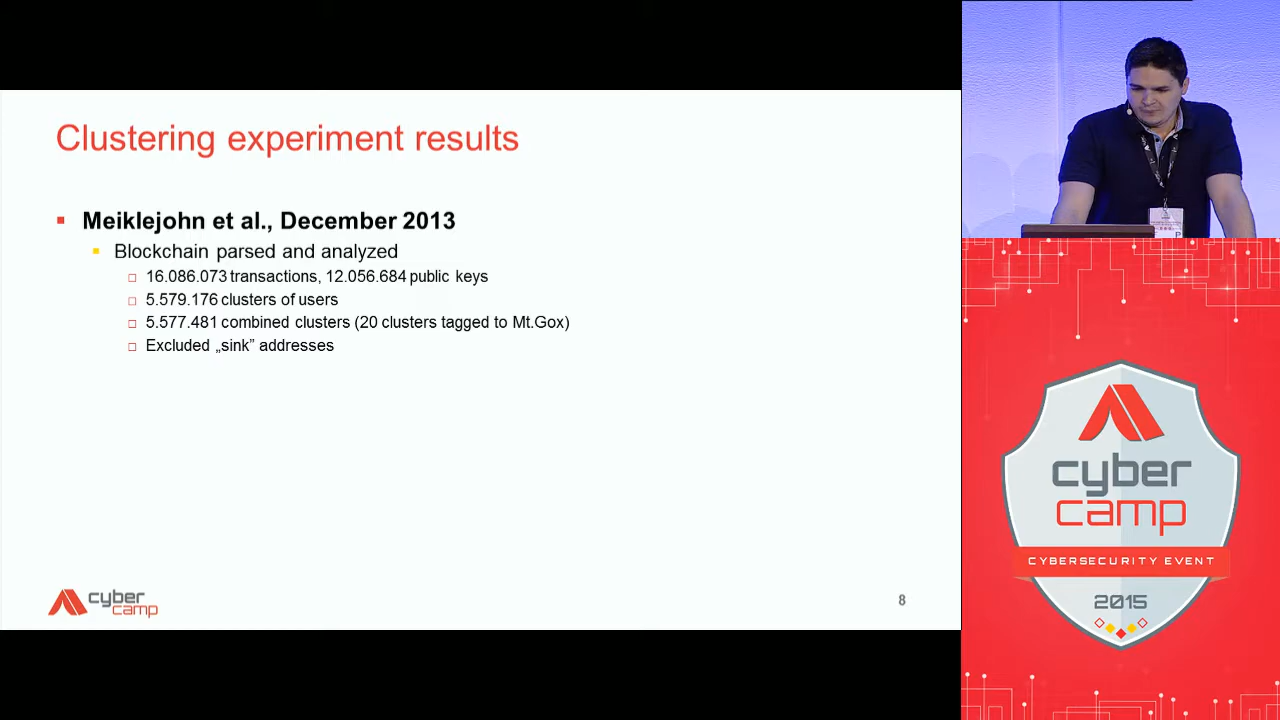 Clustering experiment results
Meiklejohn et al., December 2013
Blockchain parsed and analyzed
16.086.073 transactions, 12.056.684 public keys
5.579.176 clusters of users
5.577.481 combined clusters (20 clusters tagged to Mt.Gox)
Excluded „sink” addresses
cyber
camp
8
cyber
camp
CYBERSECURITY EVENT
2015